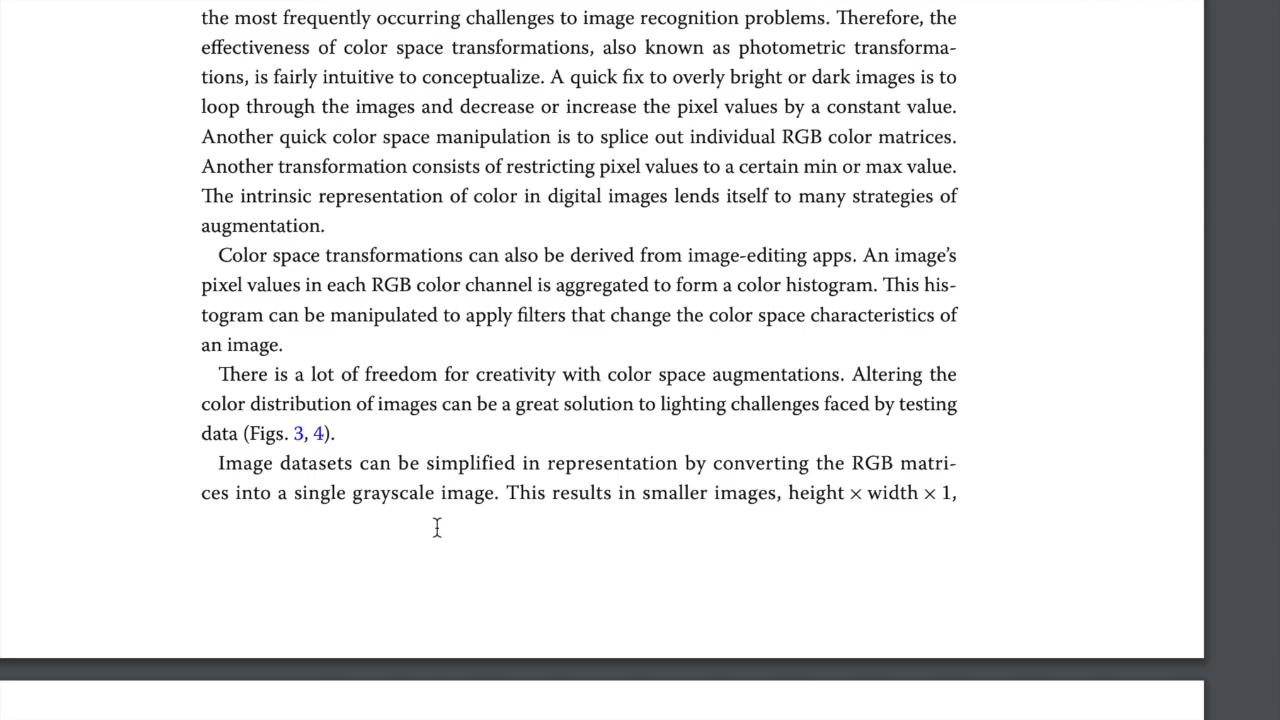 the most frequently occurring challenges to image recognition problems. Therefore, the
effectiveness of color space transformations, also known as photometric transforma-
tions, is fairly intuitive to conceptualize. A quick fix to overly bright or dark images is to
loop through the images and decrease or increase the pixel values by a constant value.
Another quick color space manipulation is to splice out individual RGB color matrices.
Another transformation consists of restricting pixel values to a certain min or max value.
The intrinsic representation of color in digital images lends itself to many strategies of
augmentation.
Color space transformations can also be derived from image-editing apps. An image’s
pixel values in each RGB color channel is aggregated to form a color histogram. This his-
togram can be manipulated to apply filters that change the color space characteristics of
an image.
There is a lot of freedom for creativity with color space augmentations. Altering the
color distribution of images can be a great solution to lighting challenges faced by testing
data (Figs. 3, 4).
Image datasets can be simplified in representation by converting the RGB matri-
ces into a single grayscale image. This results in smaller images, height × width × 1,